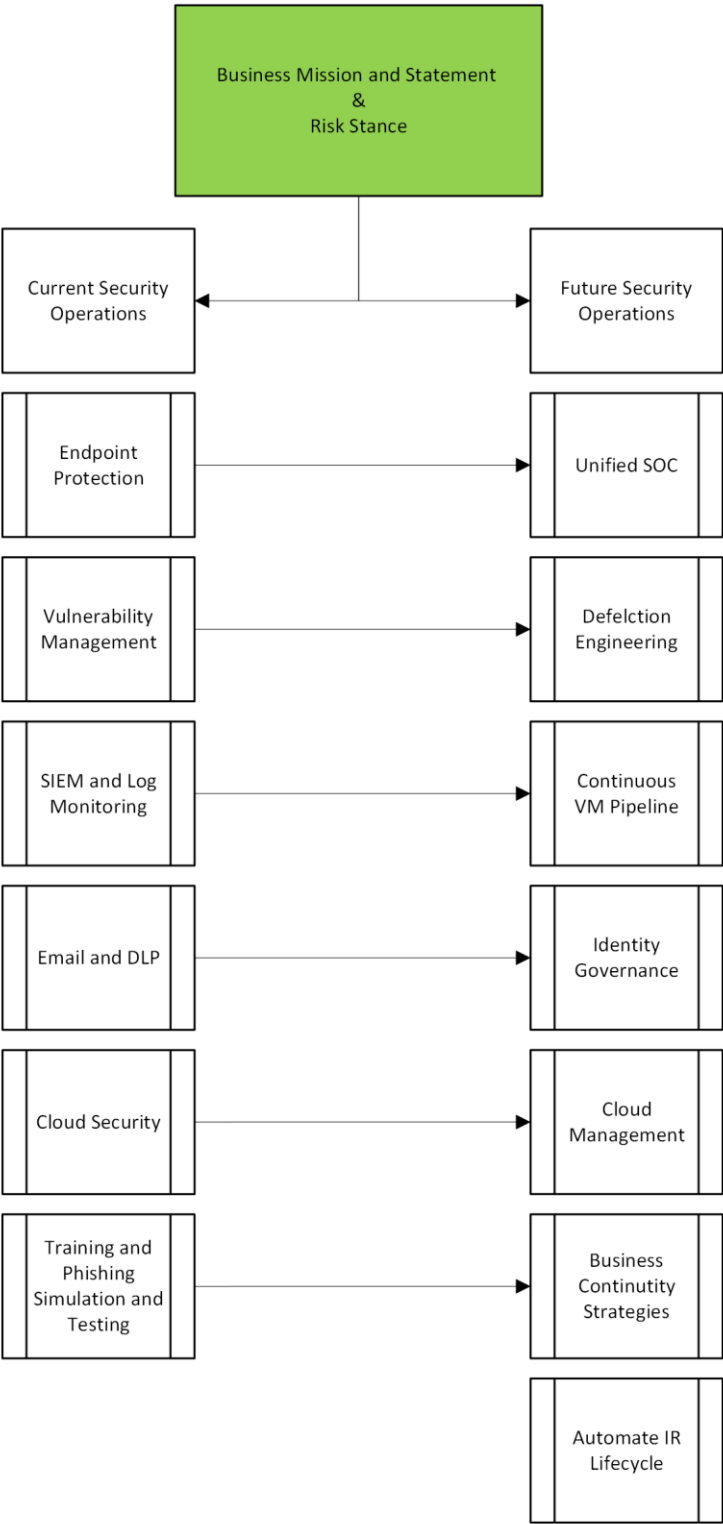 Business Mission and Statement
&
Risk Stance
Current Security
Operations
Future Security
Operations
Endpoint
Protection
Unified SOC
Vulnerability
Management
Defelction
Engineering
SIEM and Log
Monitoring
Continuous
VM Pipeline
Email and DLP
Identity
Governance
Cloud Security
Cloud
Management
Training and
Phishing
Simulation and
Testing
Business
Continutity
Strategies
Automate IR
Lifecycle